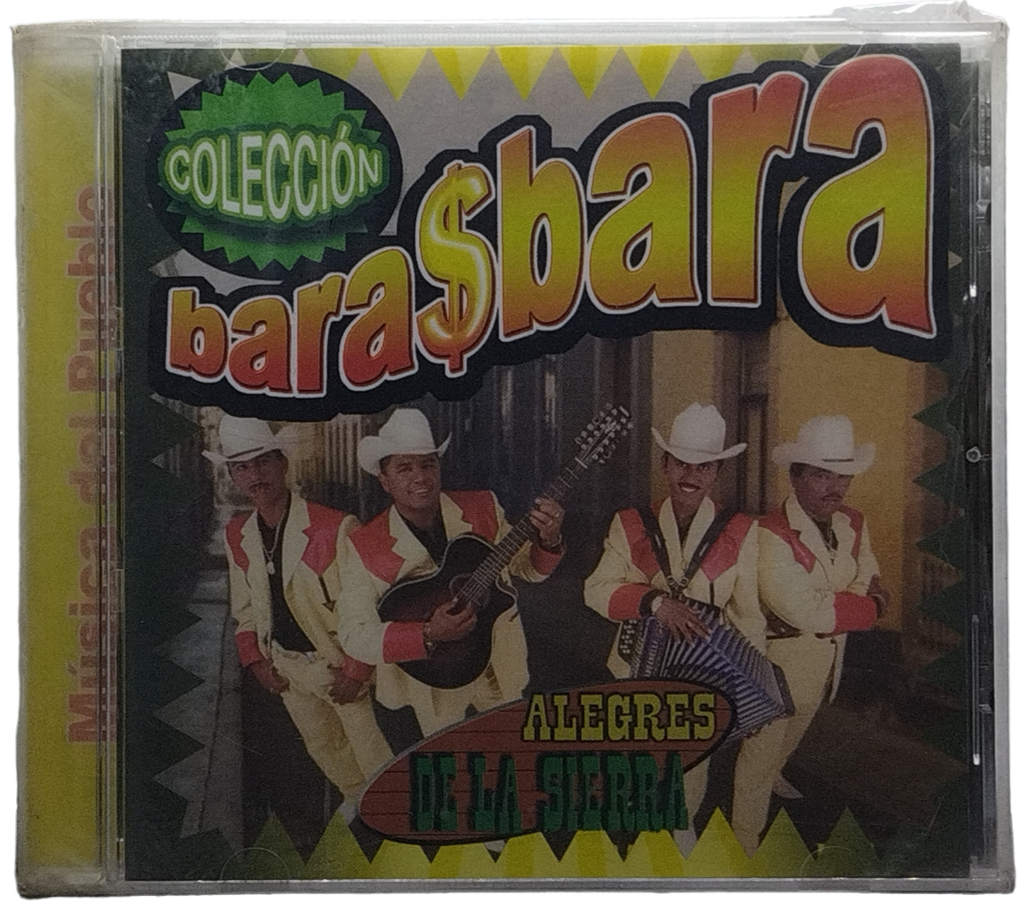 COLECCIÓN
bara$bara
ALEGRES
DE LA SIERRA
Música del Pueblo